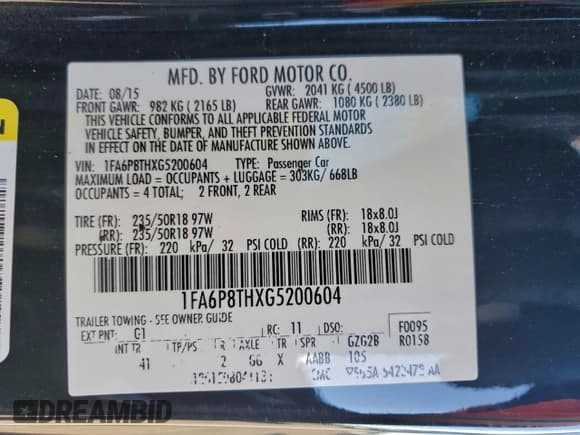 MFD. BY FORD MOTOR CO.
DATE: 08/15 GVWR: 2041 KG ( 4500 LB)
FRONT GAWR: 982 KG ( 2165 LB) REAR GAWR: 1080 KG ( 2380 LB)
THIS VEHICLE CONFORMS TO ALL APPLICABLE FEDERAL MOTOR
VEHICLE SAFETY, BUMPER, AND THEFT PREVENTION STANDARDS
IN EFFECT ON THE DATE OF MANUFACTURE SHOWN ABOVE.
VIN: 1FA6P8THXG5200604 TYPE: Passenger Car
MAXIMUM LOAD = OCCUPANTS + LUGGAGE = 303KG/ 668LB
OCCUPANTS = 4 TOTAL; 2 FRONT, 2 REAR
TIRE (FR): 235/50R18 97W RIMS (FR): 18x8.0J
(RR): 235/50R18 97W (RR): 18x8.0J
PRESSURE (FR): 220 kPa/ 32 PSI COLD (RR): 220 kPa/ 32 PSI COLD
1FA6P8THXG5200604
TRAILER TOWING - SEE OWNER GUIDE
EXT PNT: G1 RC: 11 DSO: F0095
INT TR TP/PS R AXLE TR SPR GZG2B R0158
41 2 GG X AABB 10S
DREAMBID